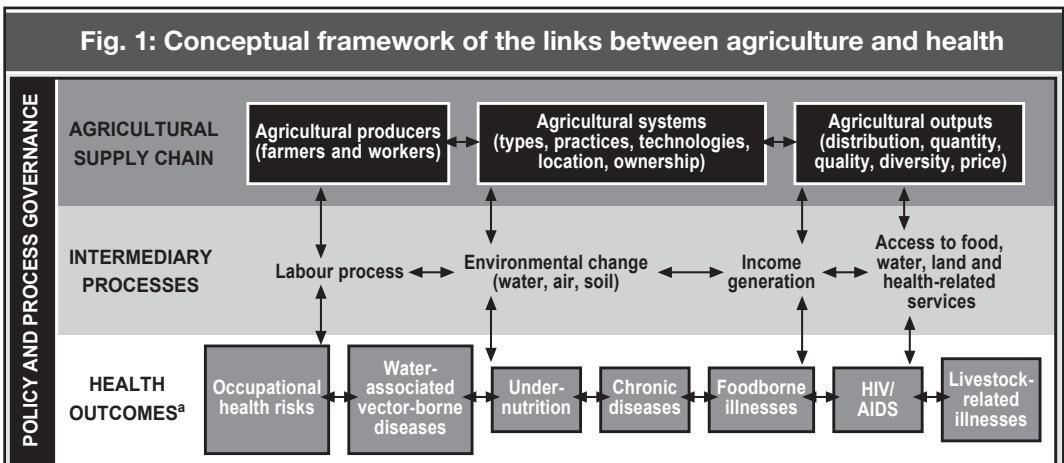 Fig. 1: Conceptual framework of the links between agriculture and health
POLICY AND PROCESS GOVERNANCE
AGRICULTURAL
SUPPLY CHAIN
Agricultural producers
(farmers and workers)
Agricultural systems
(types, practices, technologies,
location, ownership)
Agricultural outputs
(distribution, quantity,
quality, diversity, price)
INTERMEDIARY
PROCESSES
Labour process
Environmental change
(water, air, soil)
Income
generation
Access to food,
water, land and
health-related
services
HEALTH
OUTCOMESᵃ
Occupational
health risks
Water-
associated
vector-borne
diseases
Under-
nutrition
Chronic
diseases
Foodborne
illnesses
HIV/
AIDS
Livestock-
related
illnesses